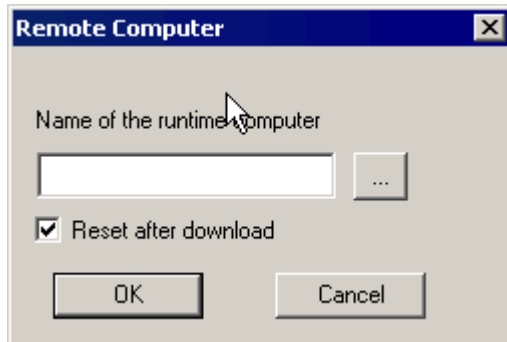 Remote Computer
Name of the runtime computer
...
Reset after download
OK
Cancel